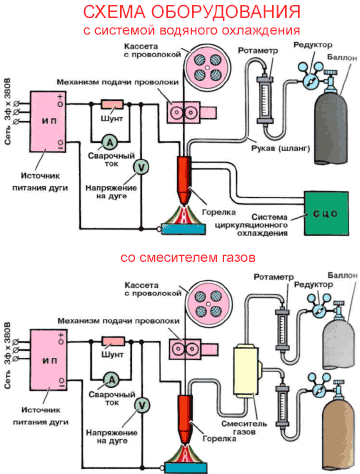 СХЕМА ОБОРУДОВАНИЯ
с системой водяного охлаждения
Кассета
с проволокой
Ротаметр
Редуктор
Баллон
Механизм подачи проволоки
Сеть 3ф х 380В
И П
Шунт
А
Сварочный
ток
V
Рукав (шланг)
Источник
питания дуги
Напряжение
на дуге
Горелка
Система
циркуляционного
охлаждения
С Ц О
со смесителем газов
Кассета
с проволокой
Ротаметр
Редуктор
Баллон
Механизм подачи проволоки
Сеть 3ф х 380В
И П
Шунт
А
Сварочный
ток
V
Источник
питания дуги
Напряжение
на дуге
Горелка
Смеситель
газов